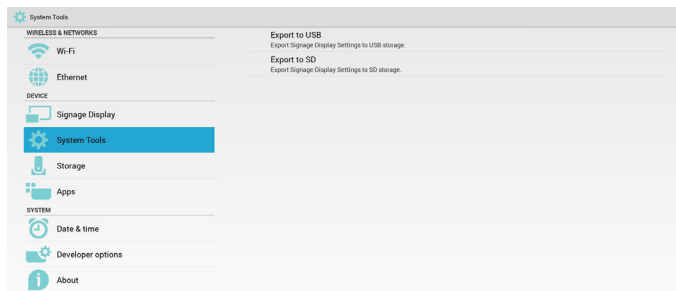 System Tools
WIRELESS & NETWORKS
Wi-Fi
Ethernet
DEVICE
Signage Display
System Tools
Storage
Apps
SYSTEM
Date & time
Developer options
About
Export to USB
Export Signage Display Settings to USB storage.
Export to SD
Export Signage Display Settings to SD storage.